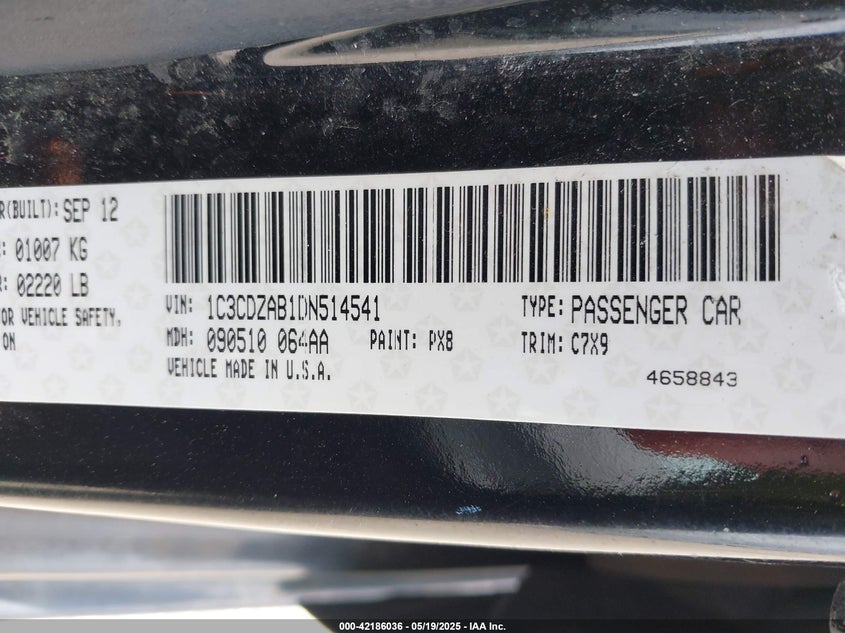 R(BUILT): SEP 12
: 01007 KG
R: 02220 LB
OR VEHICLE SAFETY,
ON
VIN: 1C3CDZAB1DN514541
TYPE: PASSENGER CAR
MDH: 090510 064AA
PAINT: PX8
TRIM: C7X9
VEHICLE MADE IN U.S.A.
4658843
000-42186036 - 05/19/2025 - IAA Inc.